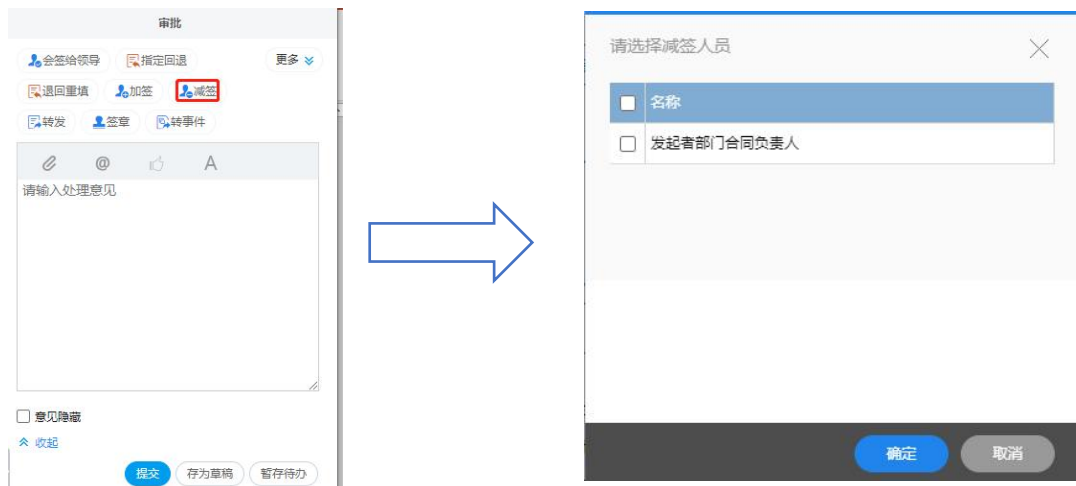 审批
会签给领导 指定回退 更多
退回重填 加签 减签
转发 签章 转事件
@ A
请输入处理意见
意见隐藏
收起
提交 存为草稿 暂存待办
请选择减签人员
名称
发起者部门合同负责人
确定 取消